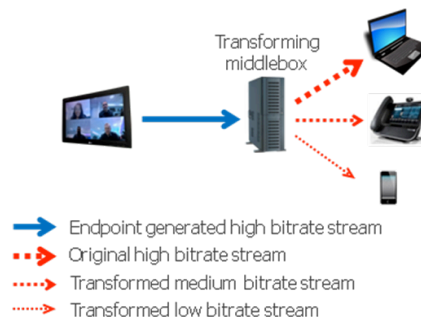 Transforming
middlebox
Endpoint generated high bitrate stream
Original high bitrate stream
Transformed medium bitrate stream
Transformed low bitrate stream